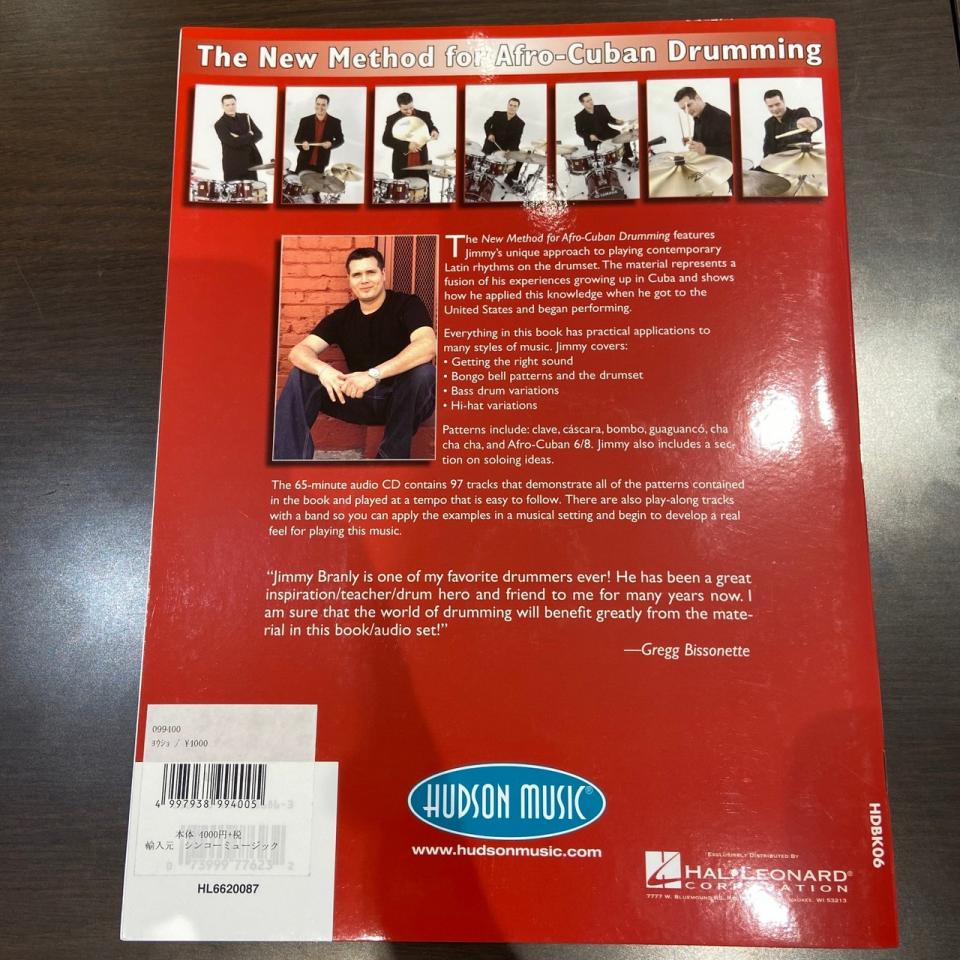 The New Method for Afro-Cuban Drumming
The New Method for Afro-Cuban Drumming features
Jimmy's unique approach to playing contemporary
Latin rhythms on the drumset. The material represents a
fusion of his experiences growing up in Cuba and shows
how he applied this knowledge when he got to the
United States and began performing.
Everything in this book has practical applications to
many styles of music. Jimmy covers:
• Getting the right sound
• Bongo bell patterns and the drumset
• Bass drum variations
• Hi-hat variations
Patterns include: clave, cáscara, bombo, guaguancó, cha
cha cha, and Afro-Cuban 6/8. Jimmy also includes a sec-
tion on soloing ideas.
The 65-minute audio CD contains 97 tracks that demonstrate all of the patterns contained
in the book and played at a tempo that is easy to follow. There are also play-along tracks
with a band so you can apply the examples in a musical setting and begin to develop a real
feel for playing this music.
"Jimmy Branly is one of my favorite drummers ever! He has been a great
inspiration/teacher/drum hero and friend to me for many years now. I
am sure that the world of drumming will benefit greatly from the mate-
rial in this book/audio set!"
—Gregg Bissonette
099400
ヨウショ / ¥4000
4 997938 994005
本体 4000円+税
輸入元 シンコーミュージック
0 73999 77623 2
HL6620087
HUDSON MUSIC®
www.hudsonmusic.com
HDBK06
EXCLUSIVELY DISTRIBUTED BY
HAL•LEONARD®
CORPORATION
7777 W. BLUEMOUND RD. WI 53213